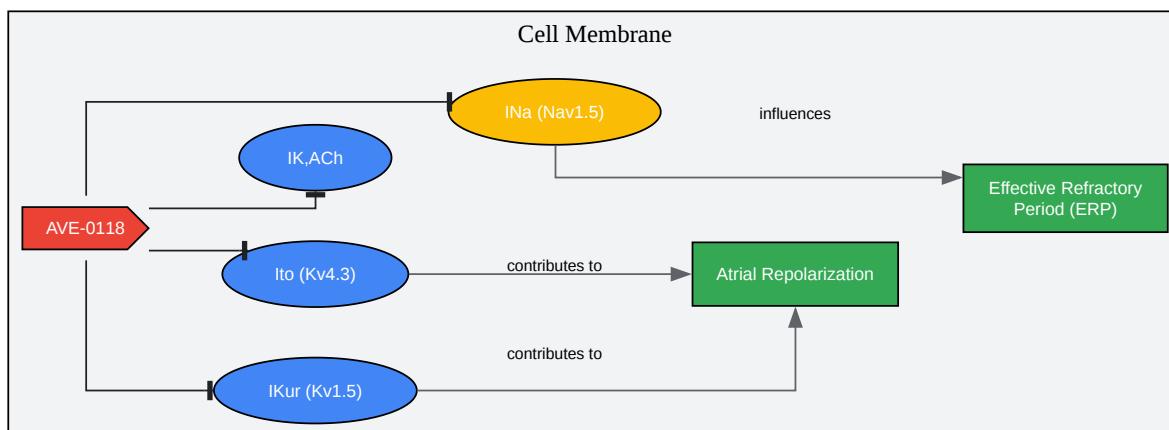 Cell Membrane
INa (Nav1.5)
influences
IK,ACh
Effective Refractory
Period (ERP)
AVE-0118
Ito (Kv4.3)
contributes to
Atrial Repolarization
contributes to
IKur (Kv1.5)